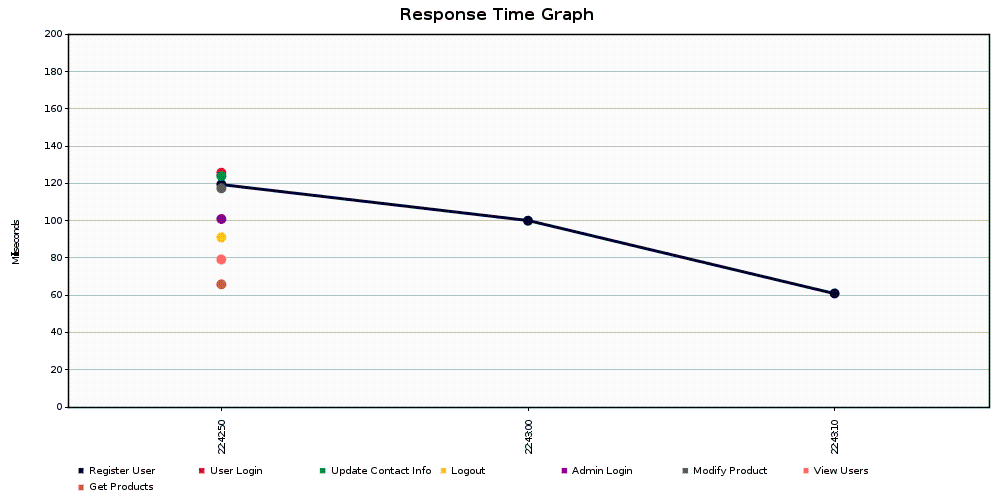 Response Time Graph
200
180
160
140
120
100
80
60
40
20
0
Milliseconds
22:42:50
22:43:00
22:43:10
Register User
User Login
Update Contact Info
Logout
Admin Login
Modify Product
View Users
Get Products